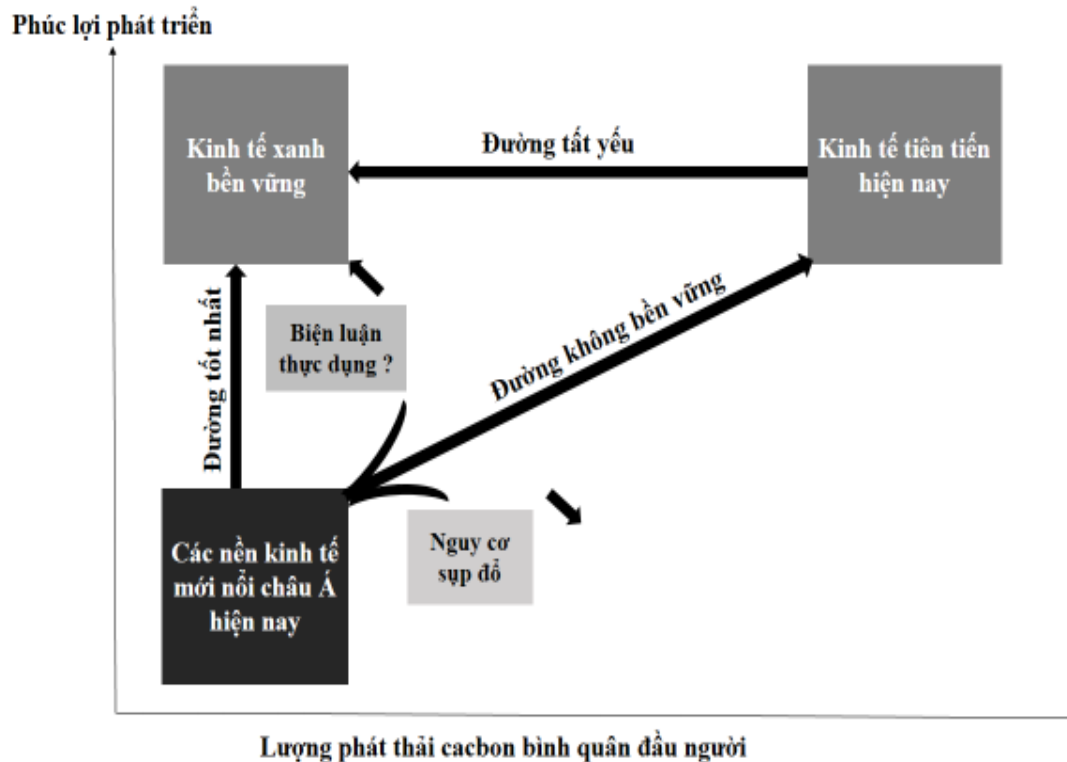 Phúc lợi phát triển
Kinh tế xanh
bền vững
Đường tất yếu
Kinh tế tiên tiến
hiện nay
Đường tốt nhất
Biện luận
thực dụng ?
Đường không bền vững
Các nền kinh tế
mới nổi châu Á
hiện nay
Nguy cơ
sụp đổ
Lượng phát thải cacbon bình quân đầu người